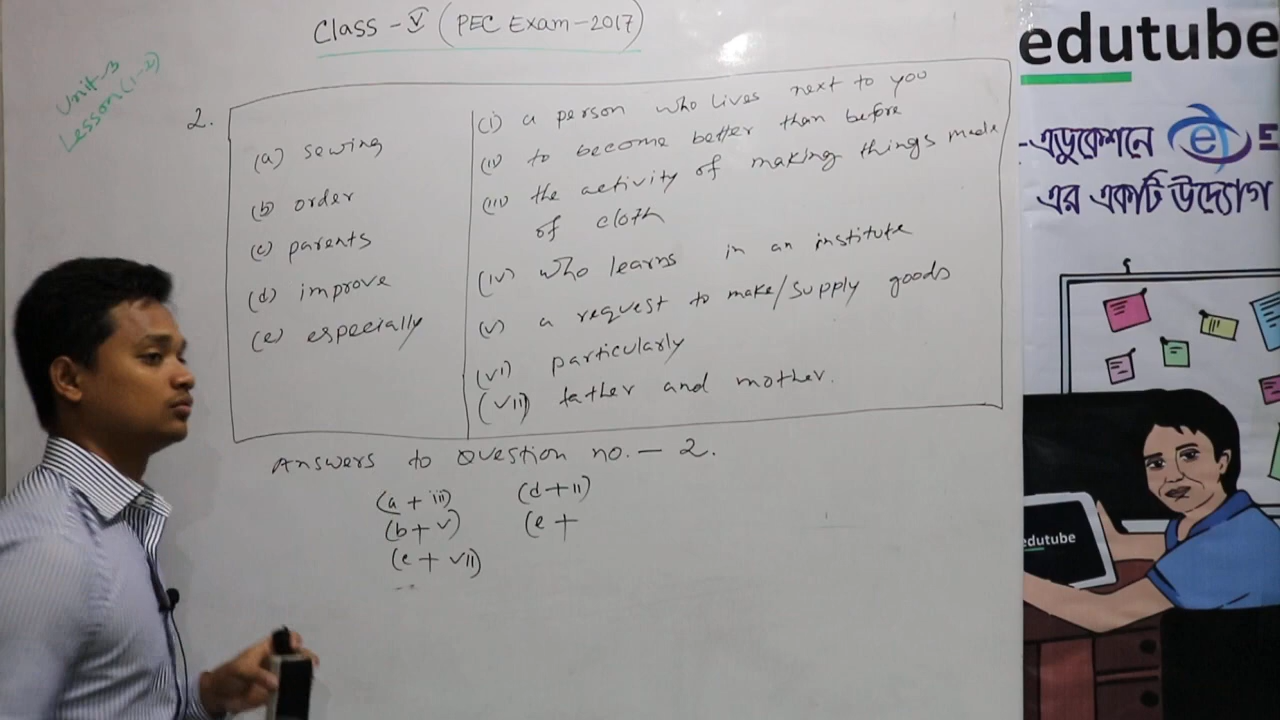 Class - V (PEC Exam-2017)
Unit-3
Lesson (1-2)
2.
(a) sewing
(b) order
(c) parents
(d) improve
(e) especially
(i) a person who lives next to you
(ii) to become better than before
(iii) the activity of making things made
of cloth
(iv) who learns in an institute
(v) a request to make/supply goods
(vi) particularly
(vii) father and mother.
Answers to Question no. - 2.
(a + iii)
(b + v)
(c + vii)
(d + ii)
(e +
edutube
-এডুকেশনে
এর একটি উদ্যোগ
edutube